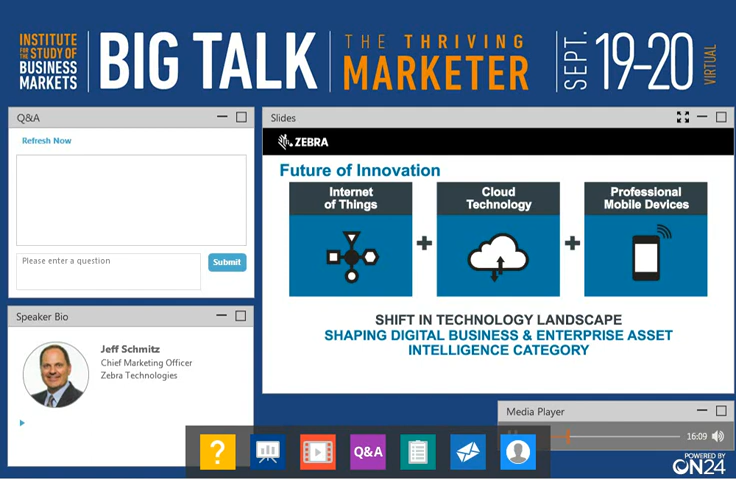 INSTITUTE
FOR THE STUDY OF
BUSINESS
MARKETS
BIG TALK
THE THRIVING
MARKETER
SEPT.
19-20
VIRTUAL
Q&A
Refresh Now
Please enter a question
Submit
Speaker Bio
Jeff Schmitz
Chief Marketing Officer
Zebra Technologies
Slides
ZEBRA
Future of Innovation
Internet
of Things
Cloud
Technology
Professional
Mobile Devices
+
+
SHIFT IN TECHNOLOGY LANDSCAPE
SHAPING DIGITAL BUSINESS & ENTERPRISE ASSET
INTELLIGENCE CATEGORY
Media Player
16:09
?
Q&A
POWERED BY
ON24